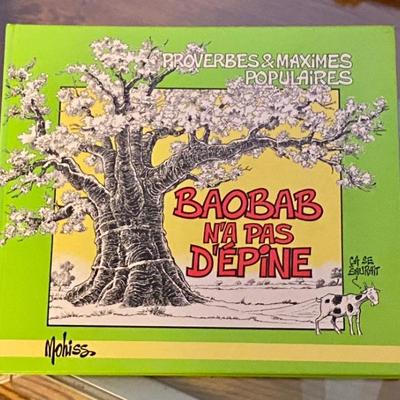 PROVERBES & MAXIMES
POPULAIRES
BAOBAB
N'A PAS
D'ÉPINE
ÇA SE
SAURAIT
Mohiss.